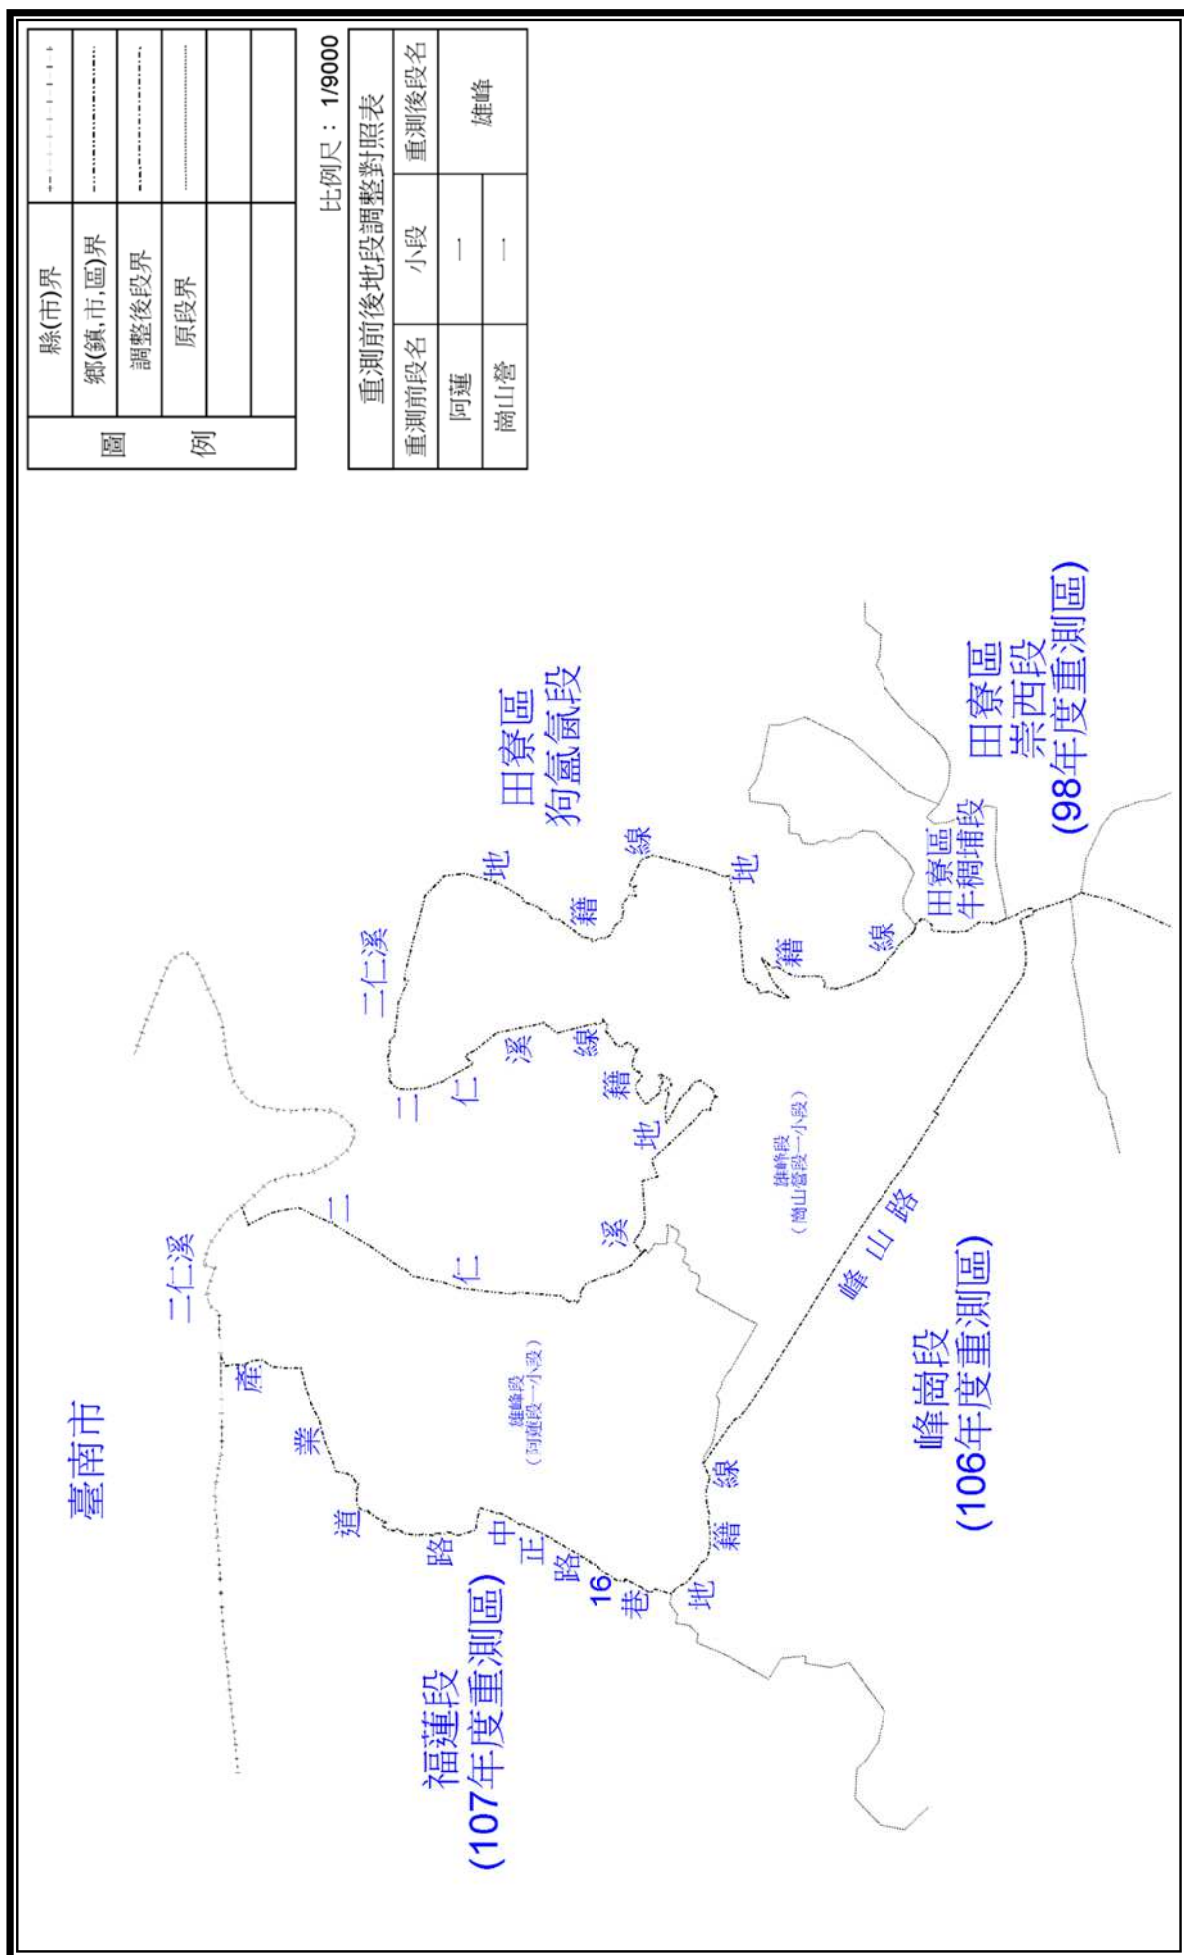 圖例
縣(市)界
鄉(鎮,市,區)界
調整後段界
原段界
比例尺：1/9000
重測前後地段調整對照表
重測前段名 小段 重測後段名
阿蓮 一 雄峰
崗山營 一
臺南市
二仁溪
產業道路
中正路16巷
地籍線
福蓮段
(107年度重測區)
雄峰段
(阿蓮段一小段)
二仁溪
二仁溪
地籍線
二仁溪
地籍線
地籍線
雄峰段
(崗山營段一小段)
峰山路
峰崗段
(106年度重測區)
田寮區
狗氳氤段
田寮區
牛稠埔段
田寮區
崇西段
(98年度重測區)